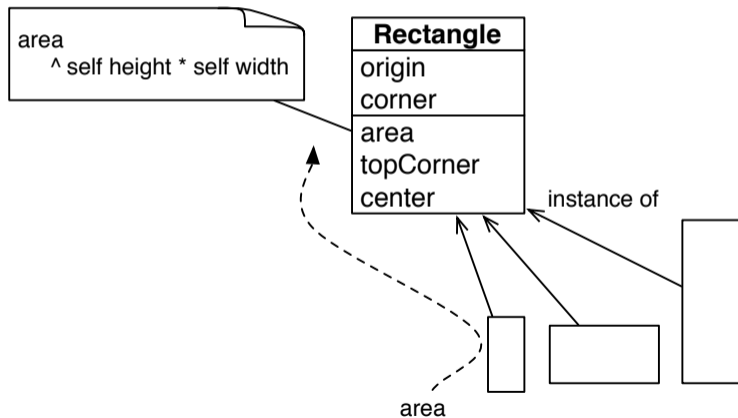 area
^ self height * self width
Rectangle
origin
corner
area
topCorner
center
instance of
area